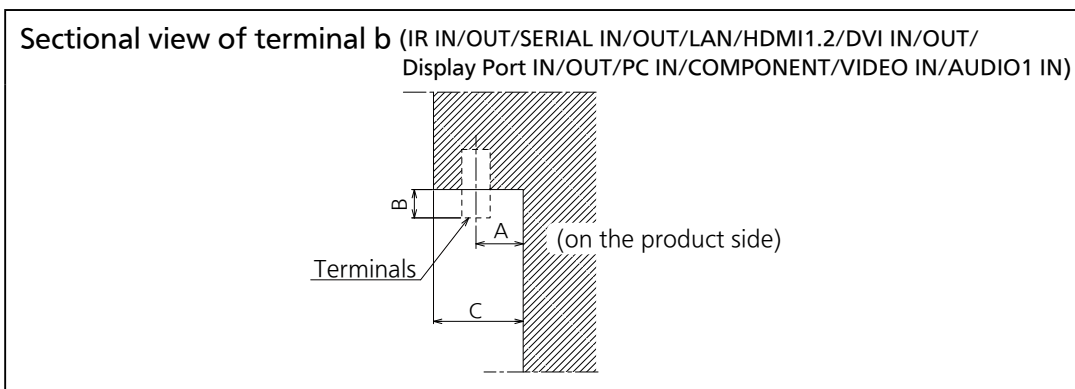 Sectional view of terminal b (IR IN/OUT/SERIAL IN/OUT/LAN/HDMI1.2/DVI IN/OUT/
Display Port IN/OUT/PC IN/COMPONENT/VIDEO IN/AUDIO1 IN)
B
A
(on the product side)
Terminals
C